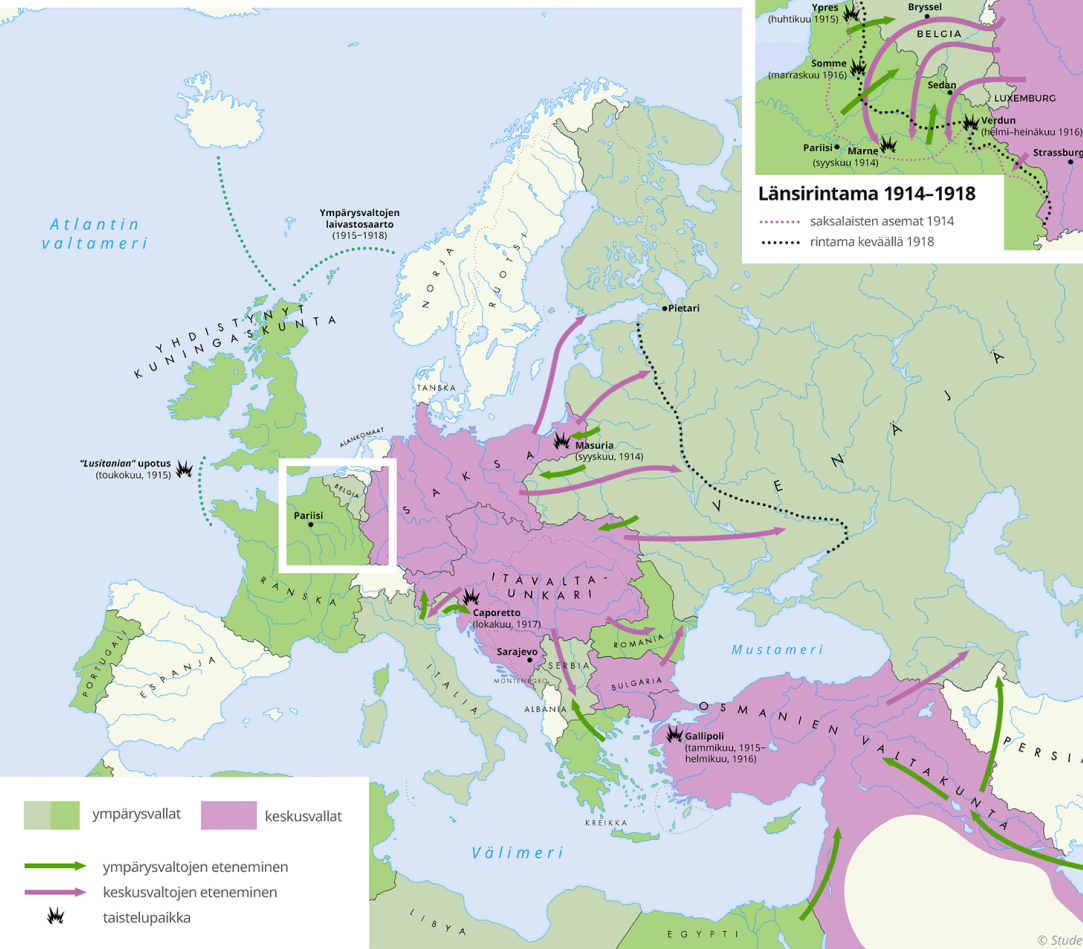 Ypres
(huhtikuu 1915)
Bryssel
BELGIA
Somme
(marraskuu 1916)
Sedan
LUXEMBURG
Verdun
(helmi–heinäkuu 1916)
Pariisi
Marne
(syyskuu 1914)
Strassburg
Länsirintama 1914–1918
saksalaisten asemat 1914
rintama keväällä 1918
Atlantin
valtameri
Ympärysvaltojen
laivastosaarto
(1915–1918)
NORJA
RUOTSI
Pietari
YHDISTYNYT
KUNINGASKUNTA
TANSKA
ALANKOMAAT
VENÄJÄ
Masuria
(syyskuu, 1914)
"Lusitanian" upotus
(toukokuu, 1915)
SAKSA
BELGIA
Pariisi
RANSKA
ITÄVALTA-
UNKARI
Caporetto
(lokakuu, 1917)
Sarajevo
SERBIA
ROMANIA
MONTENEGRO
BULGARIA
ALBANIA
Mustameri
PORTUGALI
ESPANJA
ITALIA
OSMANIEN VALTAKUNTA
Gallipoli
(tammikuu, 1915–
helmikuu, 1916)
PERSIA
KREIKKA
Välimeri
LIBYA
EGYPTI
ympärysvallat
keskusvallat
ympärysvaltojen eteneminen
keskusvaltojen eteneminen
taistelupaikka
© Stude